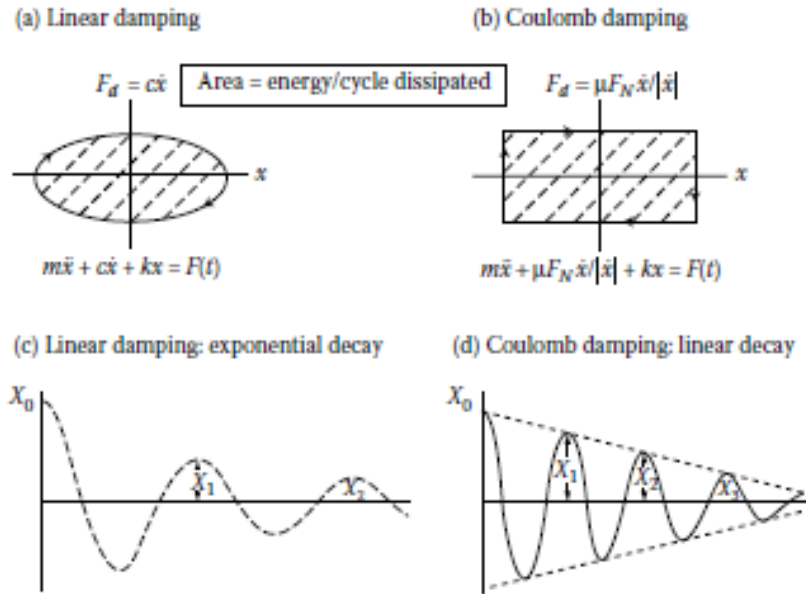 (a) Linear damping
(b) Coulomb damping
F_d = cẋ
Area = energy/cycle dissipated
F_d = μF_N ẋ/|ẋ|
x
x
mẍ + cẋ + kx = F(t)
mẍ + μF_N ẋ/|ẋ| + kx = F(t)
(c) Linear damping: exponential decay
(d) Coulomb damping: linear decay
X_0
X_1
X_2
X_0
X_1
X_2
X_3